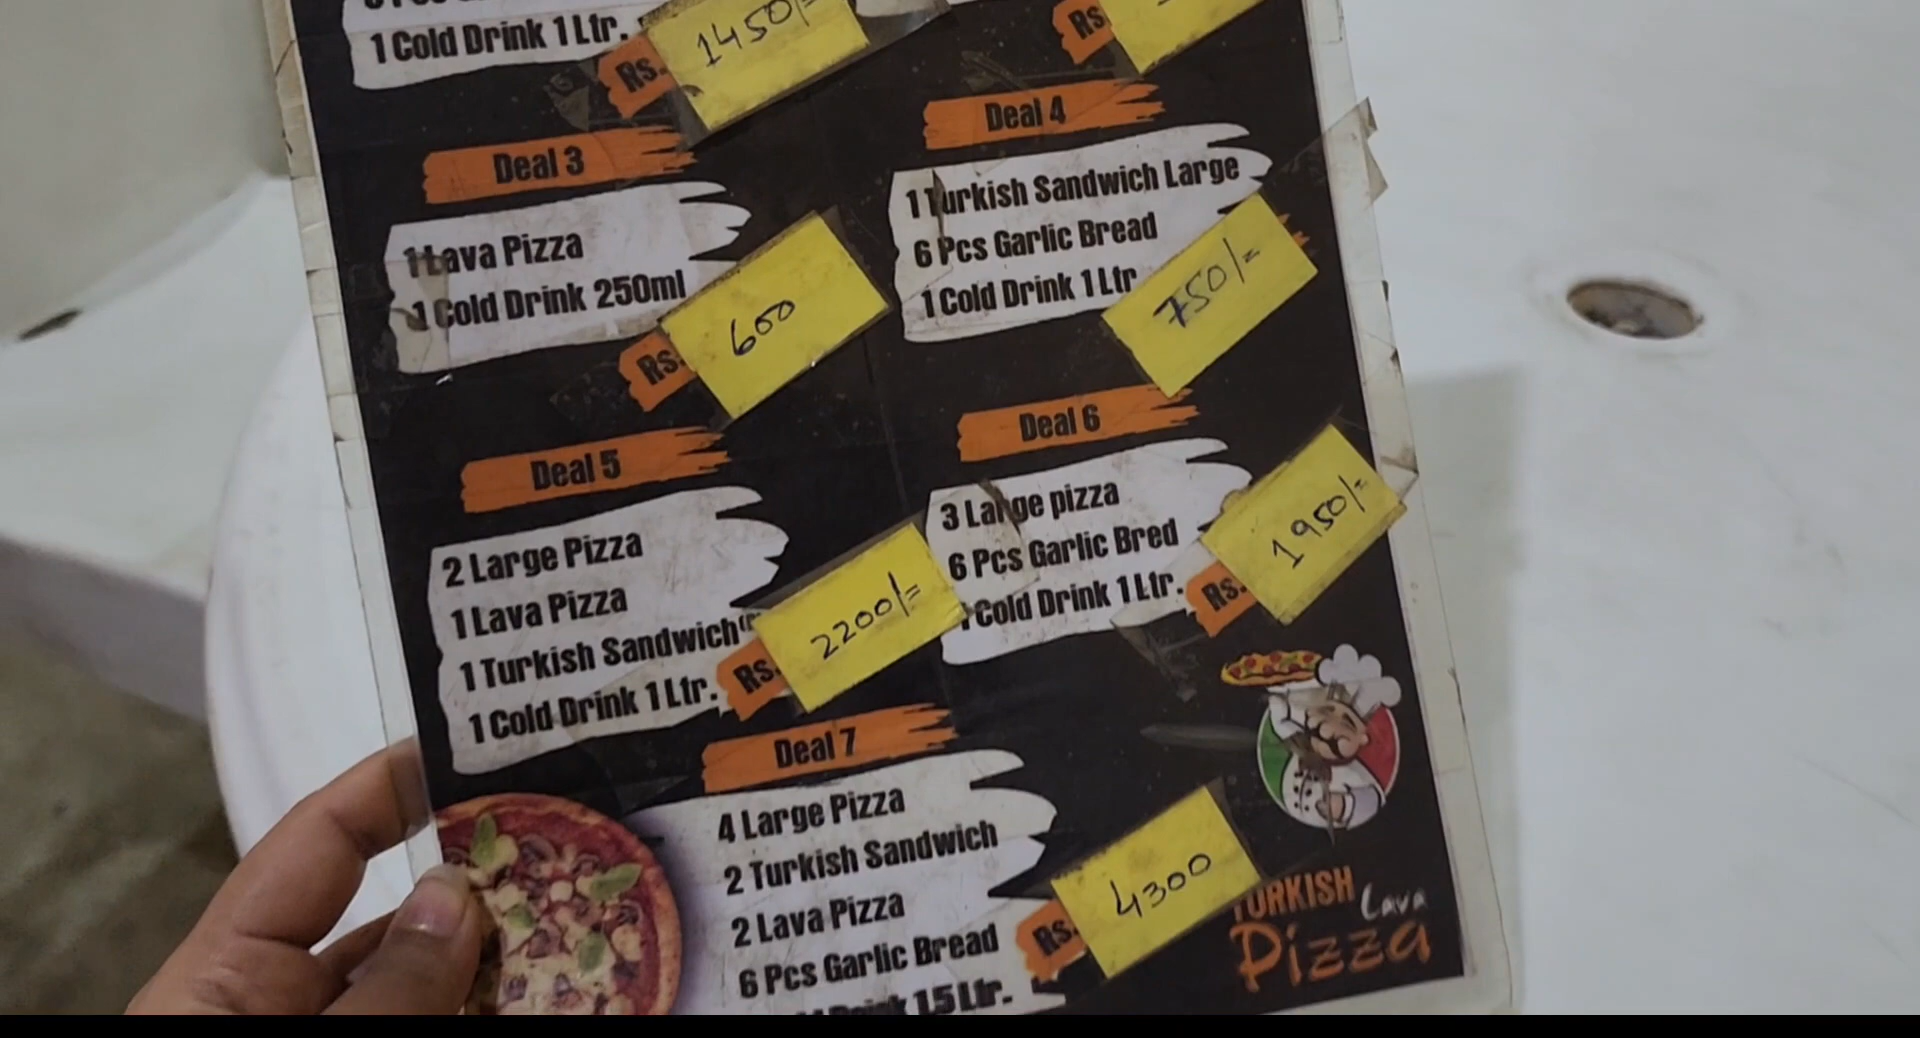 1 Cold Drink 1 Ltr.
Rs. 1450/=
Rs
Deal 3
1 Lava Pizza
1 Cold Drink 250ml
Rs. 600
Deal 4
1 Turkish Sandwich Large
6 Pcs Garlic Bread
1 Cold Drink 1 Ltr
750/=
Deal 5
2 Large Pizza
1 Lava Pizza
1 Turkish Sandwich
1 Cold Drink 1 Ltr.
Rs. 2200/=
Deal 6
3 Large pizza
6 Pcs Garlic Bred
1 Cold Drink 1 Ltr.
Rs. 1950/=
Deal 7
4 Large Pizza
2 Turkish Sandwich
2 Lava Pizza
6 Pcs Garlic Bread
Drink 1.5 Ltr.
Rs. 4300
TURKISH Lava
Pizza